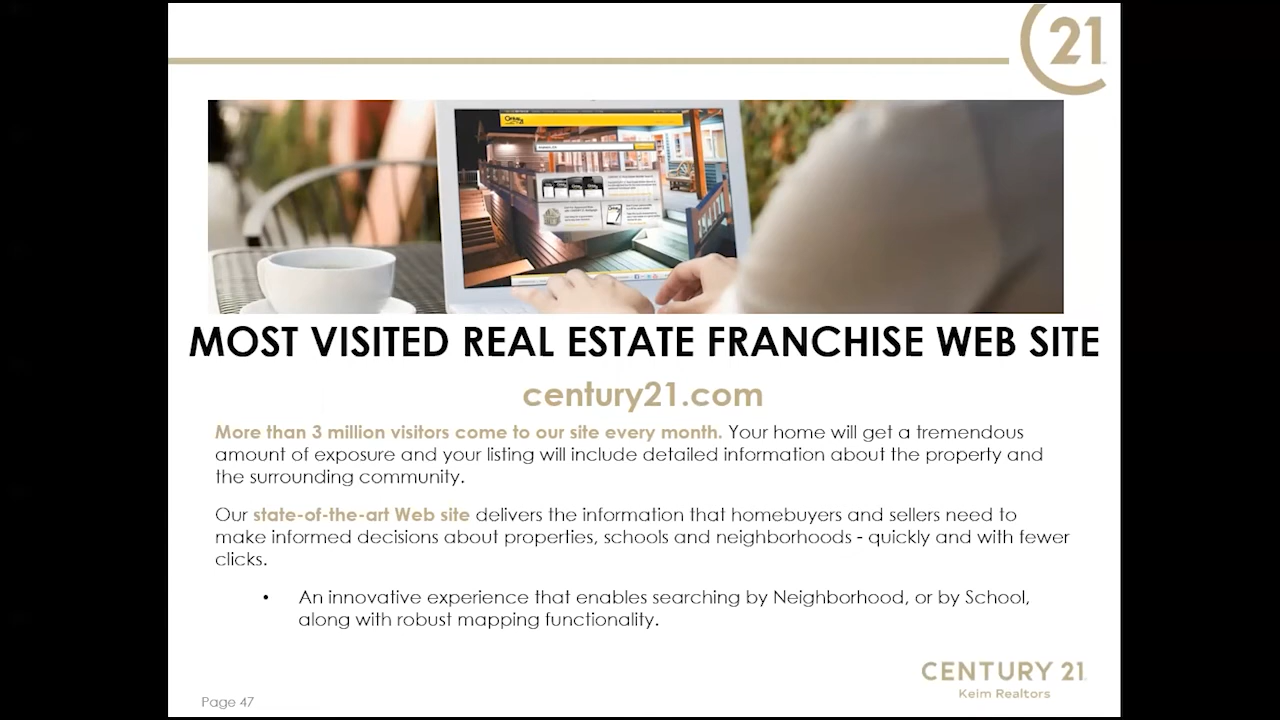 21
MOST VISITED REAL ESTATE FRANCHISE WEB SITE
century21.com
More than 3 million visitors come to our site every month. Your home will get a tremendous
amount of exposure and your listing will include detailed information about the property and
the surrounding community.
Our state-of-the-art Web site delivers the information that homebuyers and sellers need to
make informed decisions about properties, schools and neighborhoods - quickly and with fewer
clicks.
• An innovative experience that enables searching by Neighborhood, or by School,
along with robust mapping functionality.
CENTURY 21
Keim Realtors
Page 47